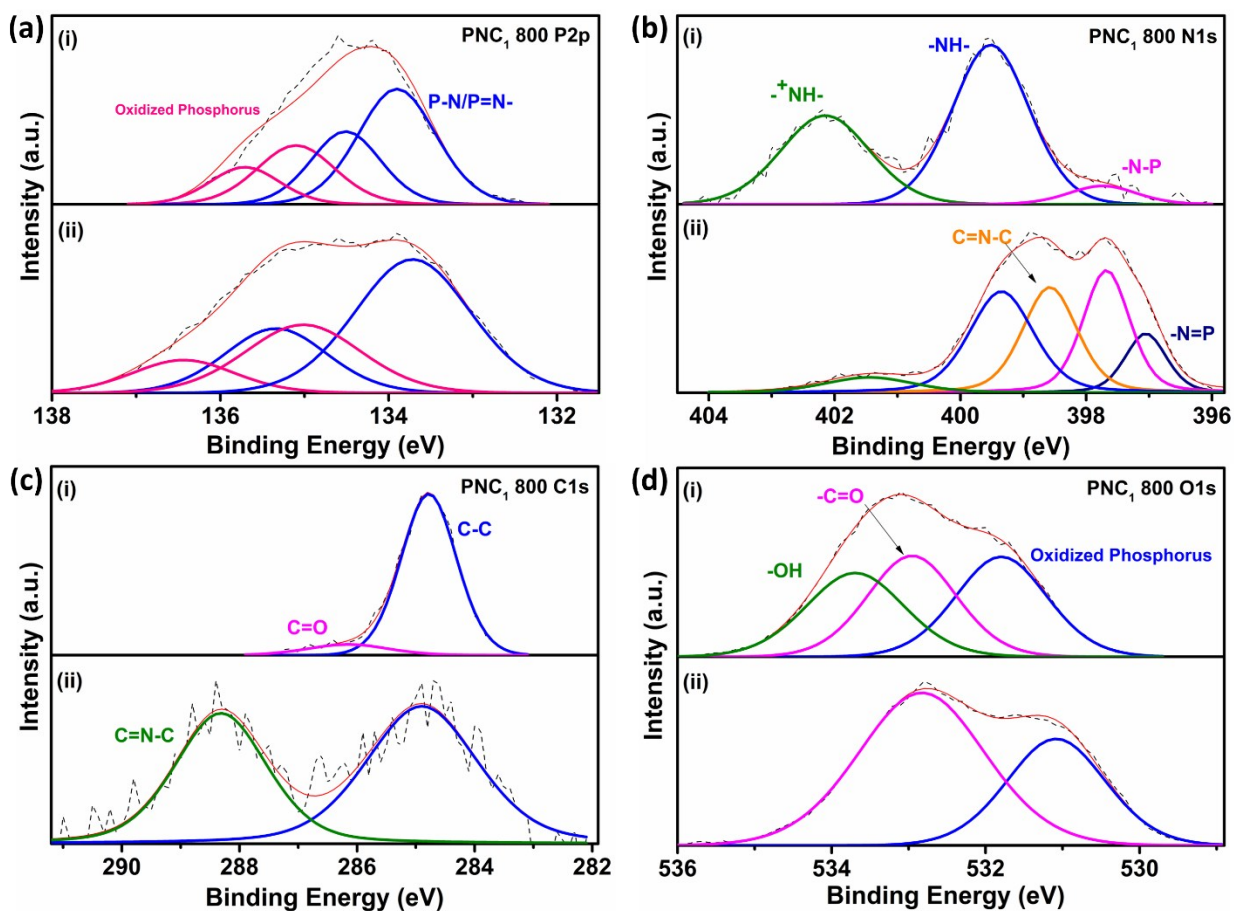 (a)
(i)
PNC₁ 800 P2p
Oxidized Phosphorus
P-N/P=N-
(ii)
Intensity (a.u.)
138 137 136 135 134 133 132
Binding Energy (eV)
(b)
(i)
PNC₁ 800 N1s
-⁺NH-
-NH-
-N-P
(ii)
C=N-C
-N=P
Intensity (a.u.)
404 402 400 398 396
Binding Energy (eV)
(c)
(i)
PNC₁ 800 C1s
C-C
C=O
(ii)
C=N-C
Intensity (a.u.)
290 288 286 284 282
Binding Energy (eV)
(d)
(i)
PNC₁ 800 O1s
-C=O
-OH
Oxidized Phosphorus
(ii)
Intensity (a.u.)
536 534 532 530
Binding Energy (eV)